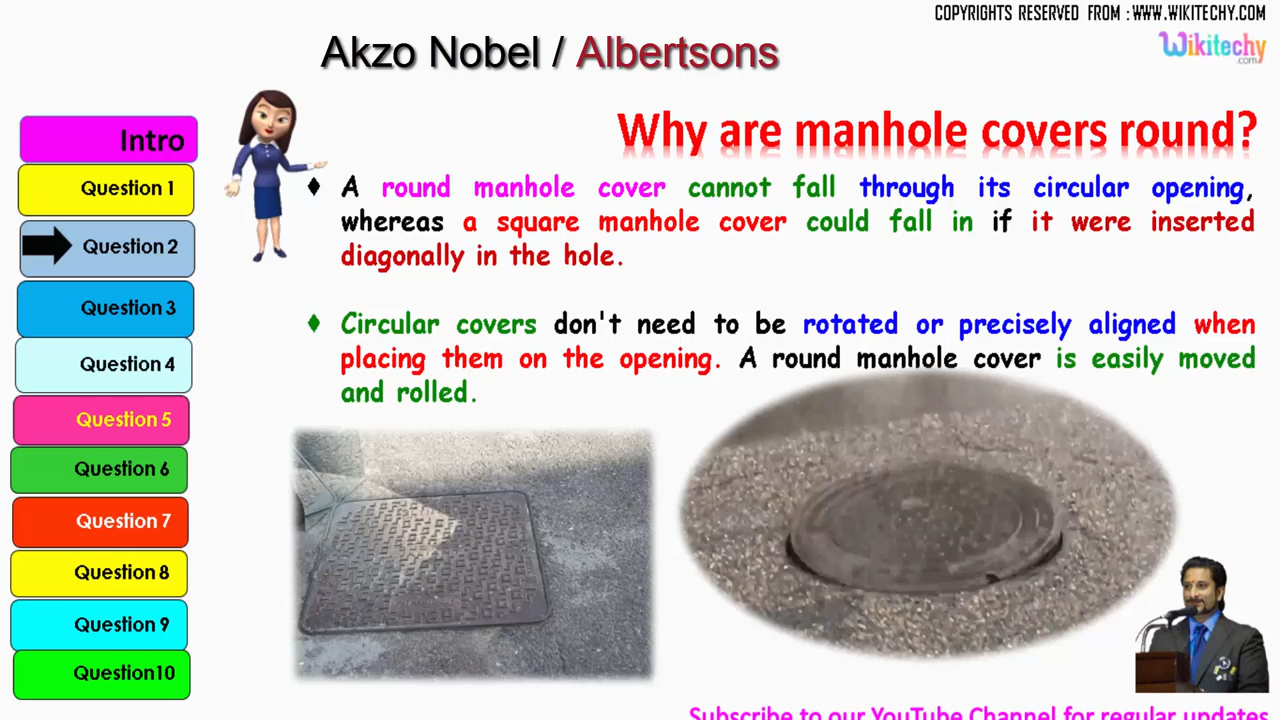 COPYRIGHTS RESERVED FROM : WWW.WIKITECHY.COM
Wikitechy
.com
Akzo Nobel / Albertsons
Why are manhole covers round?
Intro
Question 1
Question 2
Question 3
Question 4
Question 5
Question 6
Question 7
Question 8
Question 9
Question10
♦ A round manhole cover cannot fall through its circular opening,
whereas a square manhole cover could fall in if it were inserted
diagonally in the hole.
♦ Circular covers don't need to be rotated or precisely aligned when
placing them on the opening. A round manhole cover is easily moved
and rolled.
Subscribe to our YouTube Channel for regular updates